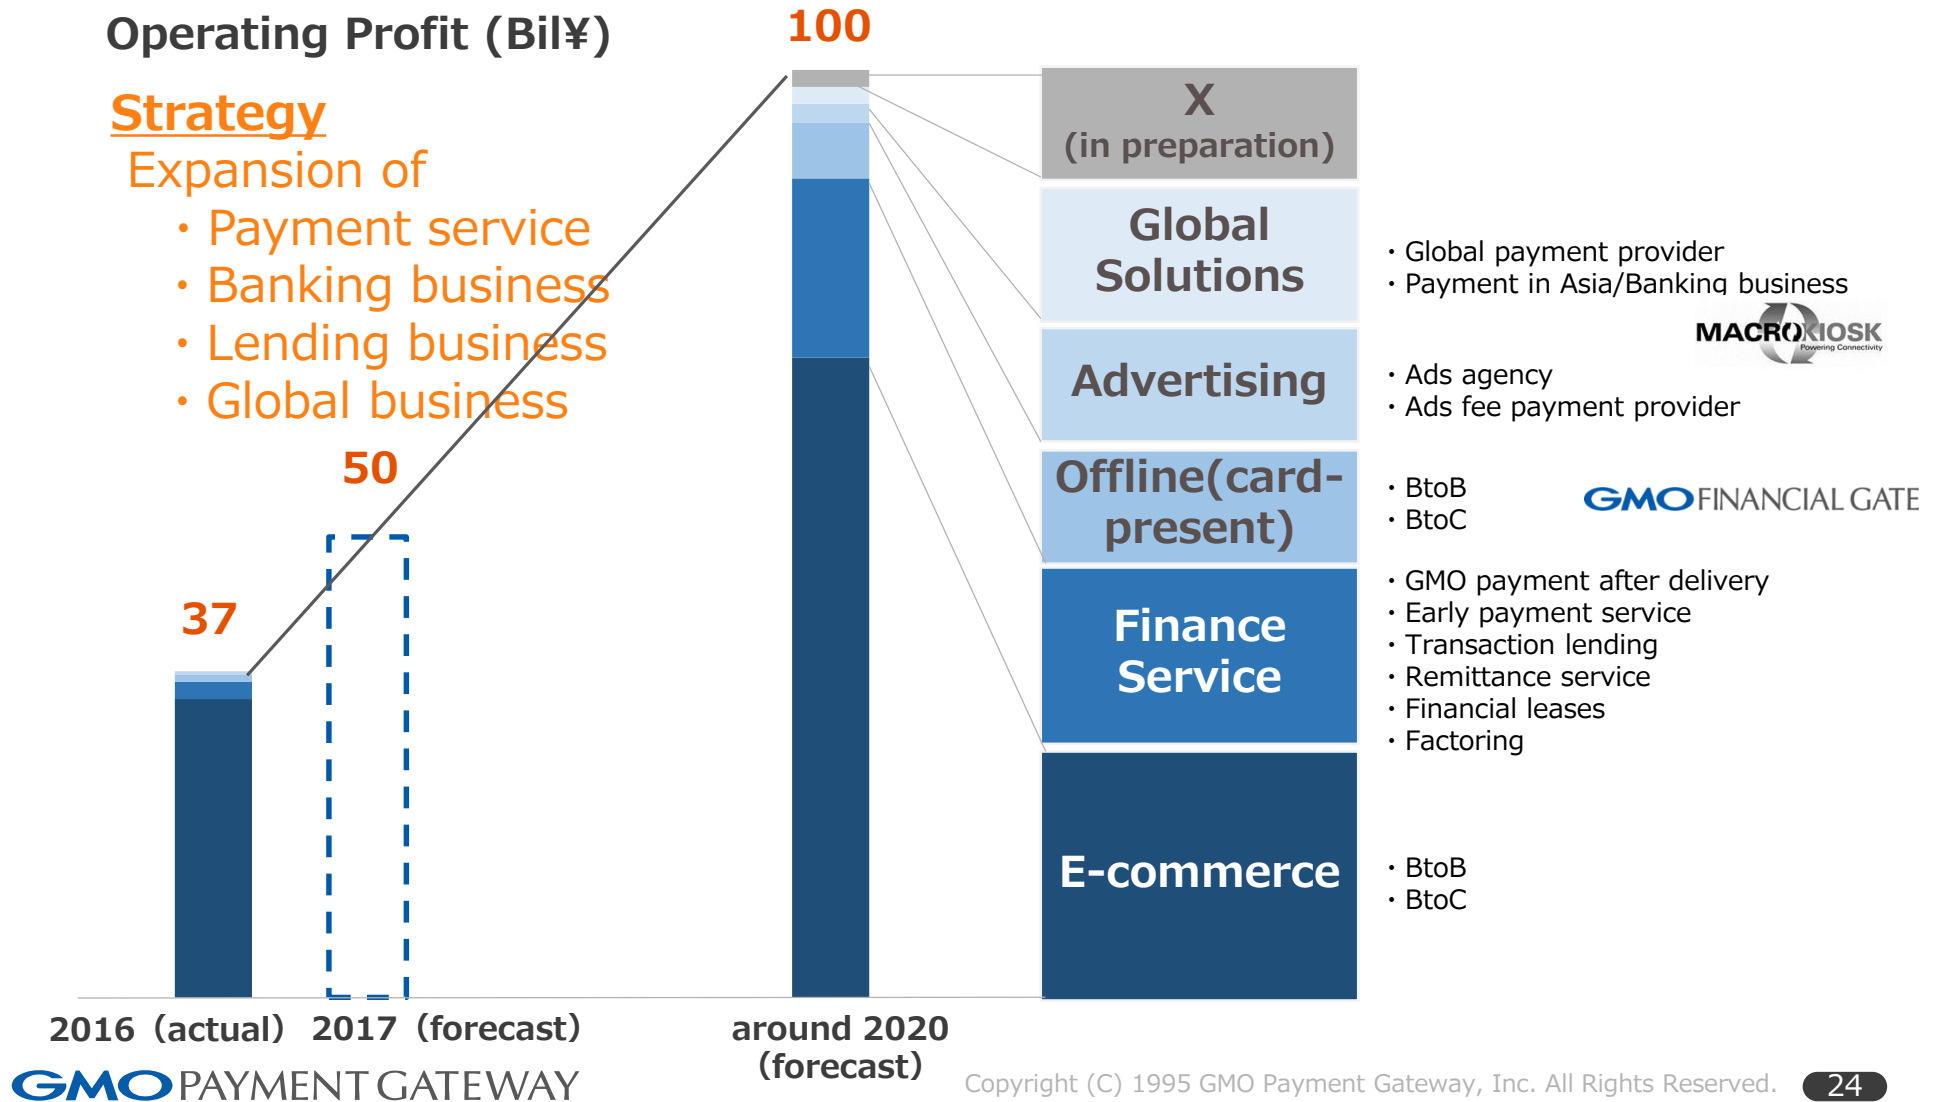 Operating Profit (Bil¥)
Strategy
Expansion of
・Payment service
・Banking business
・Lending business
・Global business
37
50
100
2016（actual）
2017（forecast）
around 2020
（forecast）
X
(in preparation)
Global
Solutions
・Global payment provider
・Payment in Asia/Banking business
MACROKIOSK
Powering Connectivity
Advertising
・Ads agency
・Ads fee payment provider
Offline(card-
present)
・BtoB
・BtoC
GMO FINANCIAL GATE
Finance
Service
・GMO payment after delivery
・Early payment service
・Transaction lending
・Remittance service
・Financial leases
・Factoring
E-commerce
・BtoB
・BtoC
GMO PAYMENT GATEWAY
Copyright (C) 1995 GMO Payment Gateway, Inc. All Rights Reserved.
24